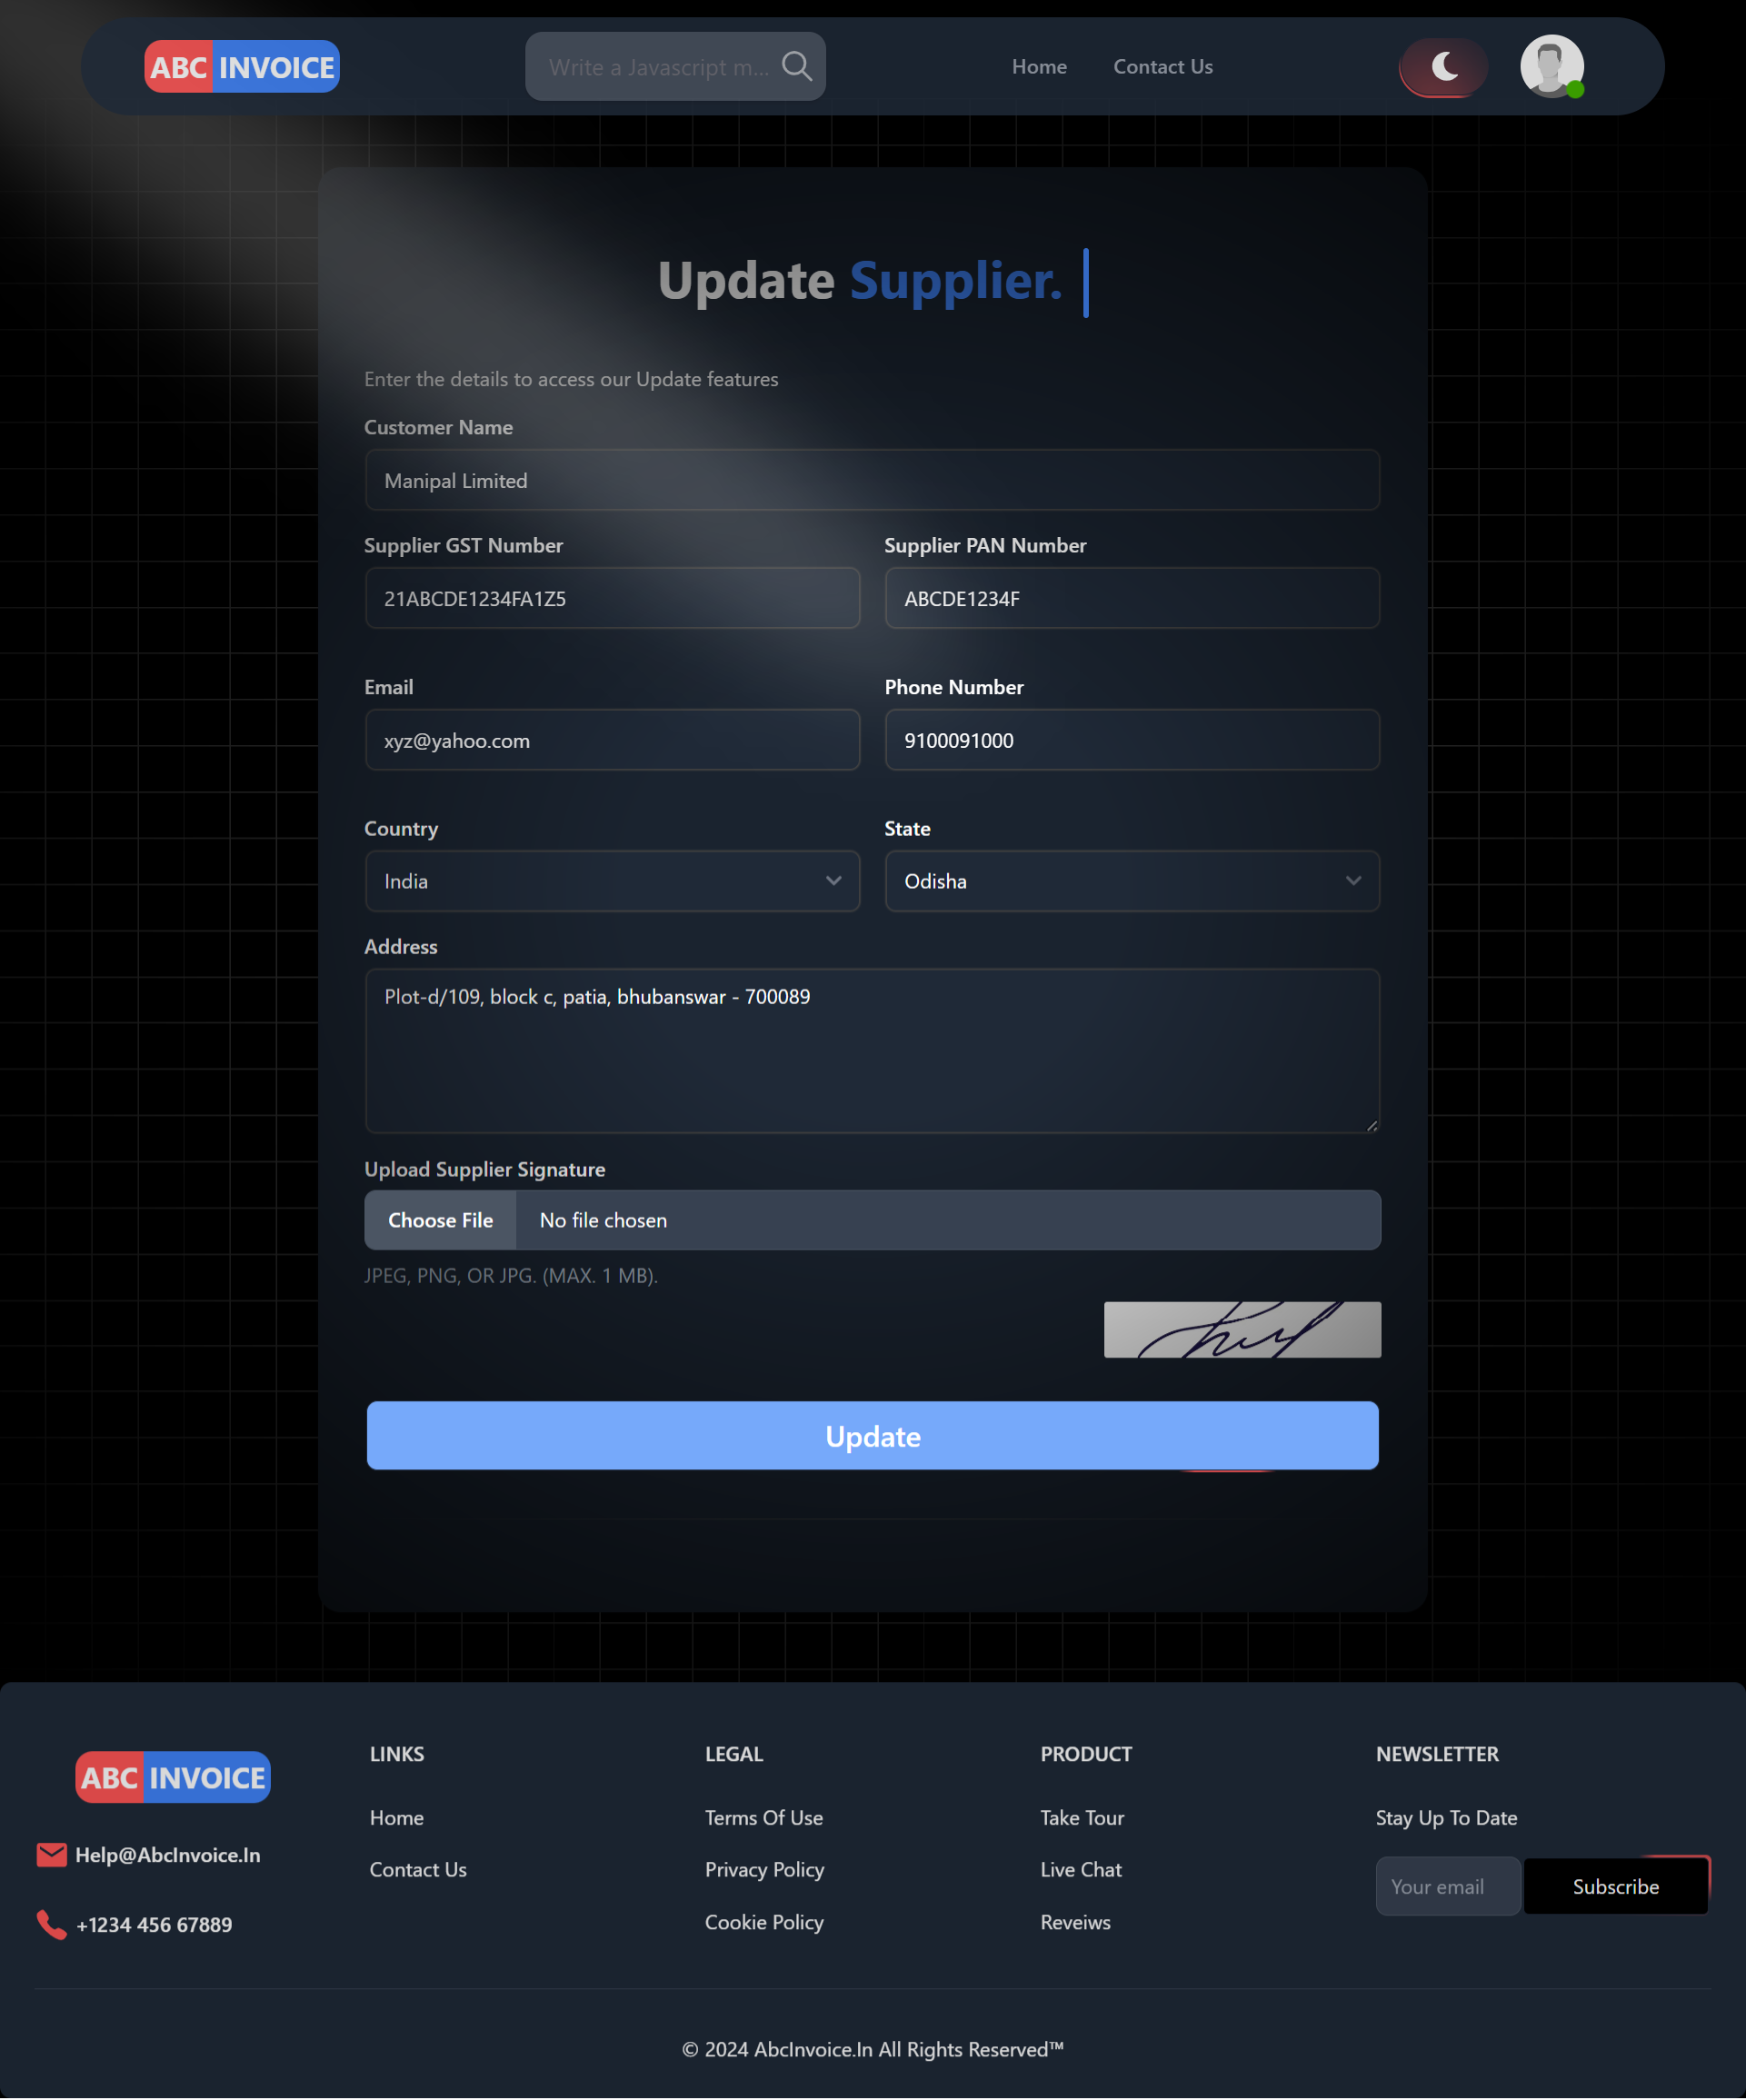 ABC INVOICE
Write a Javascript m...
Home
Contact Us
Update Supplier.
Enter the details to access our Update features
Customer Name
Manipal Limited
Supplier GST Number
Supplier PAN Number
21ABCDE1234FA1Z5
ABCDE1234F
Email
Phone Number
xyz@yahoo.com
9100091000
Country
State
India
Odisha
Address
Plot-d/109, block c, patia, bhubanswar - 700089
Upload Supplier Signature
Choose File
No file chosen
JPEG, PNG, OR JPG. (MAX. 1 MB).
Update
ABC INVOICE
Help@AbcInvoice.In
+1234 456 67889
LINKS
Home
Contact Us
LEGAL
Terms Of Use
Privacy Policy
Cookie Policy
PRODUCT
Take Tour
Live Chat
Reveiws
NEWSLETTER
Stay Up To Date
Your email
Subscribe
© 2024 AbcInvoice.In All Rights Reserved™